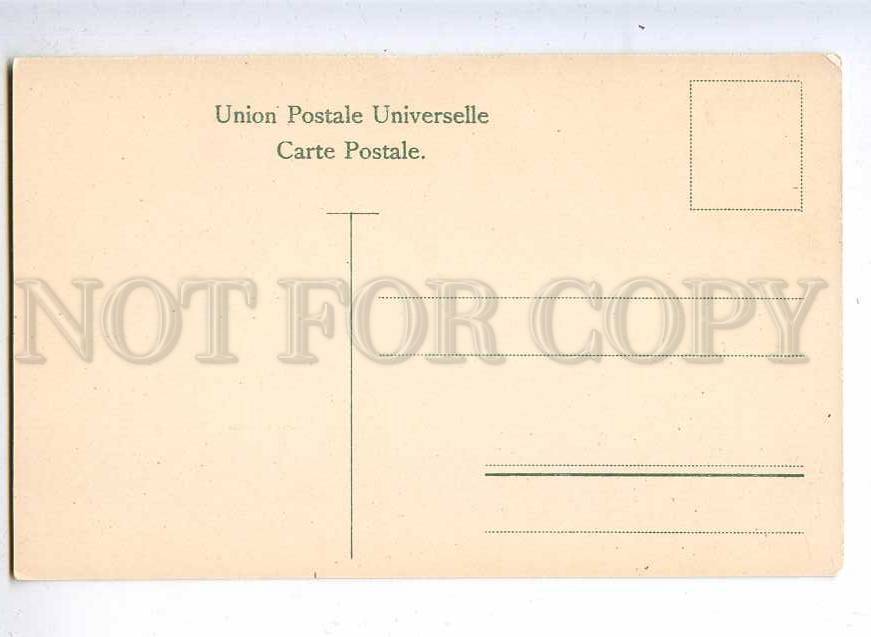 Union Postale Universelle
Carte Postale.
NOT FOR COPY